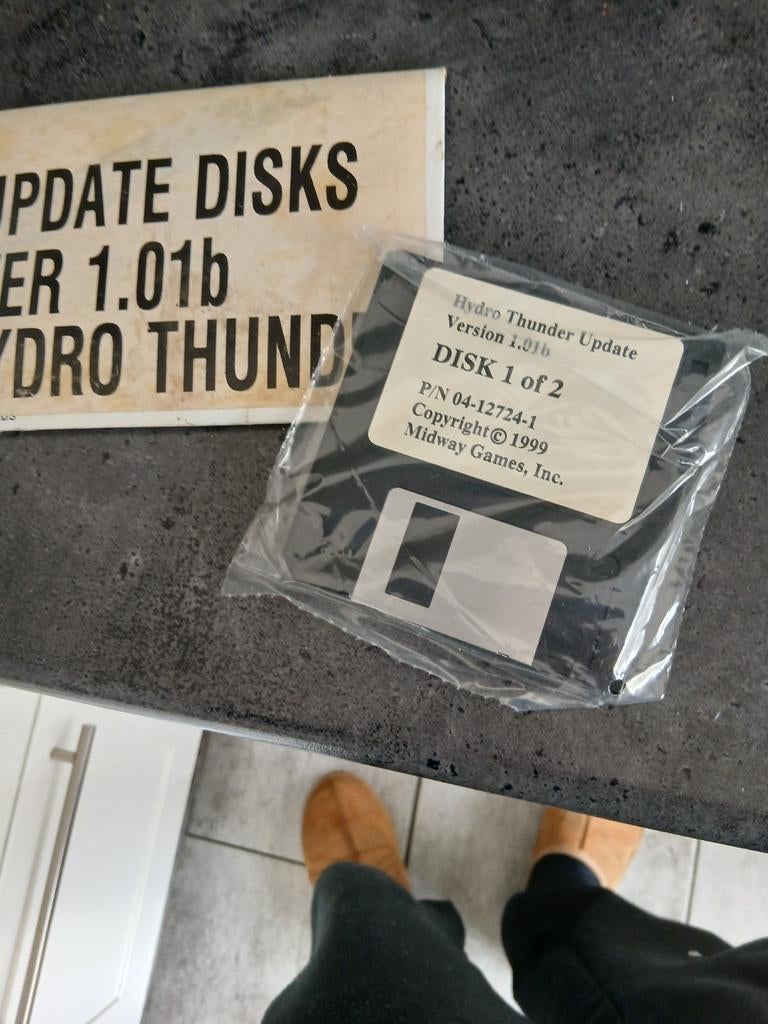 UPDATE DISKS
ER 1.01b
YDRO THUND
Hydro Thunder Update
Version 1.01b
DISK 1 of 2
P/N 04-12724-1
Copyright © 1999
Midway Games, Inc.